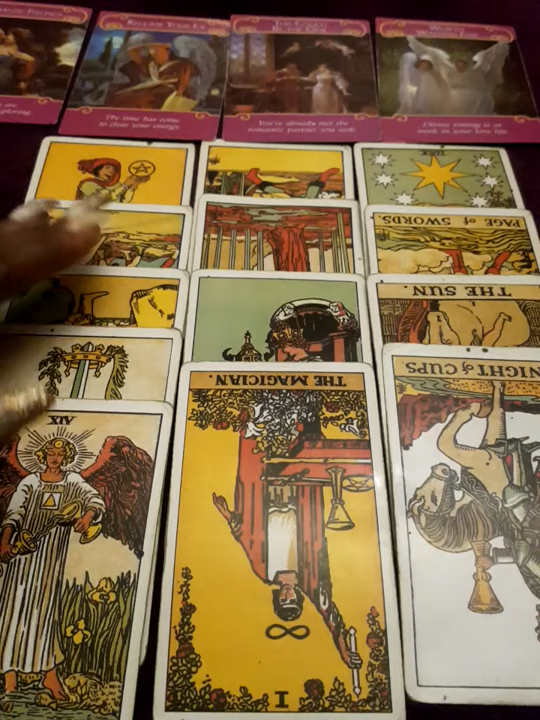 RELEASE YOUR EX
The time has come
to clear your energy.
You've already met the
romantic partner you seek.
Divine timing is at
work in your love life.
XVII
PAGE of SWORDS.
THE SUN.
THE MAGICIAN.
KNIGHT of CUPS.
XIV
I